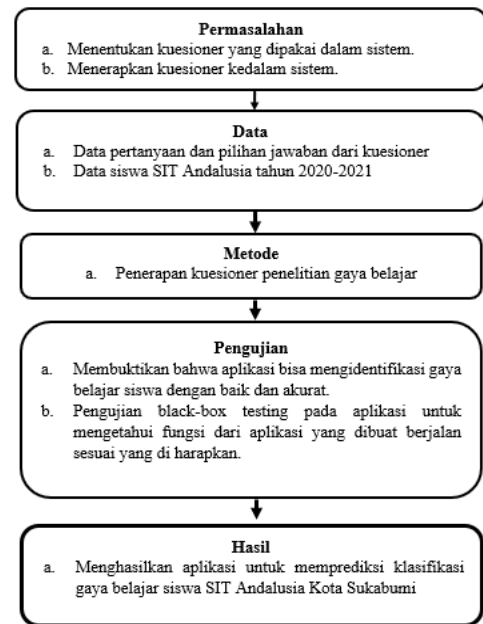 Permasalahan
a. Menentukan kuesioner yang dipakai dalam sistem.
b. Menerapkan kuesioner kedalam sistem.
Data
a. Data pertanyaan dan pilihan jawaban dari kuesioner
b. Data siswa SIT Andalusia tahun 2020-2021
Metode
a. Penerapan kuesioner penelitian gaya belajar
Pengujian
a. Membuktikan bahwa aplikasi bisa mengidentifikasi gaya
belajar siswa dengan baik dan akurat.
b. Pengujian black-box testing pada aplikasi untuk
mengetahui fungsi dari aplikasi yang dibuat berjalan
sesuai yang di harapkan.
Hasil
a. Menghasilkan aplikasi untuk memprediksi klasifikasi
gaya belajar siswa SIT Andalusia Kota Sukabumi